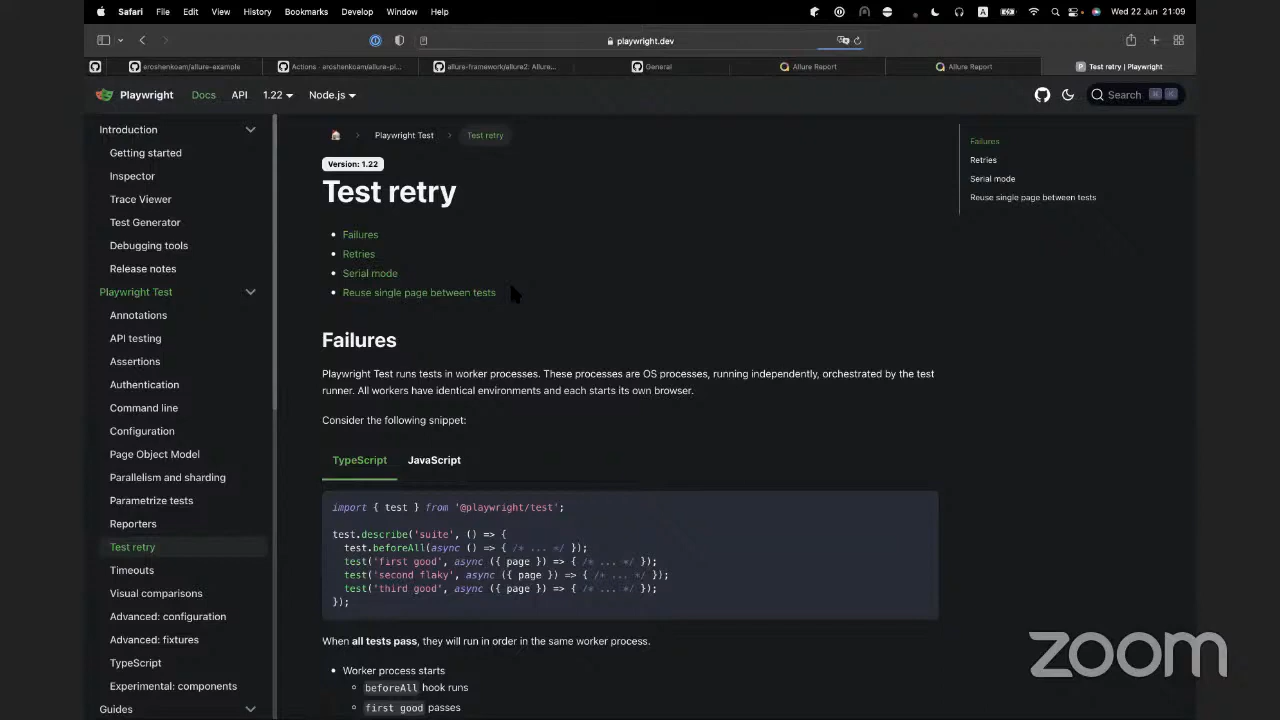 Safari File Edit View History Bookmarks Develop Window Help
A
Wed 22 Jun 21:09
playwright.dev
eroshenkoam/allure-example
Actions · eroshenkoam/allure-pl...
allure-framework/allure2: Allure...
General
Allure Report
Allure Report
Test retry | Playwright
Playwright Docs API 1.22 Node.js
Search
Introduction
Getting started
Inspector
Trace Viewer
Test Generator
Debugging tools
Release notes
Playwright Test
Annotations
API testing
Assertions
Authentication
Command line
Configuration
Page Object Model
Parallelism and sharding
Parametrize tests
Reporters
Test retry
Timeouts
Visual comparisons
Advanced: configuration
Advanced: fixtures
TypeScript
Experimental: components
Guides
Playwright Test
Test retry
Version: 1.22
Test retry
• Failures
• Retries
• Serial mode
• Reuse single page between tests
Failures
Playwright Test runs tests in worker processes. These processes are OS processes, running independently, orchestrated by the test
runner. All workers have identical environments and each starts its own browser.
Consider the following snippet:
TypeScript JavaScript
import { test } from '@playwright/test';
test.describe('suite', () => {
test.beforeAll(async () => { /* ... */ });
test('first good', async ({ page }) => { /* ... */ });
test('second flaky', async ({ page }) => { /* ... */ });
test('third good', async ({ page }) => { /* ... */ });
});
When all tests pass, they will run in order in the same worker process.
• Worker process starts
beforeAll hook runs
first good passes
Failures
Retries
Serial mode
Reuse single page between tests
zoom